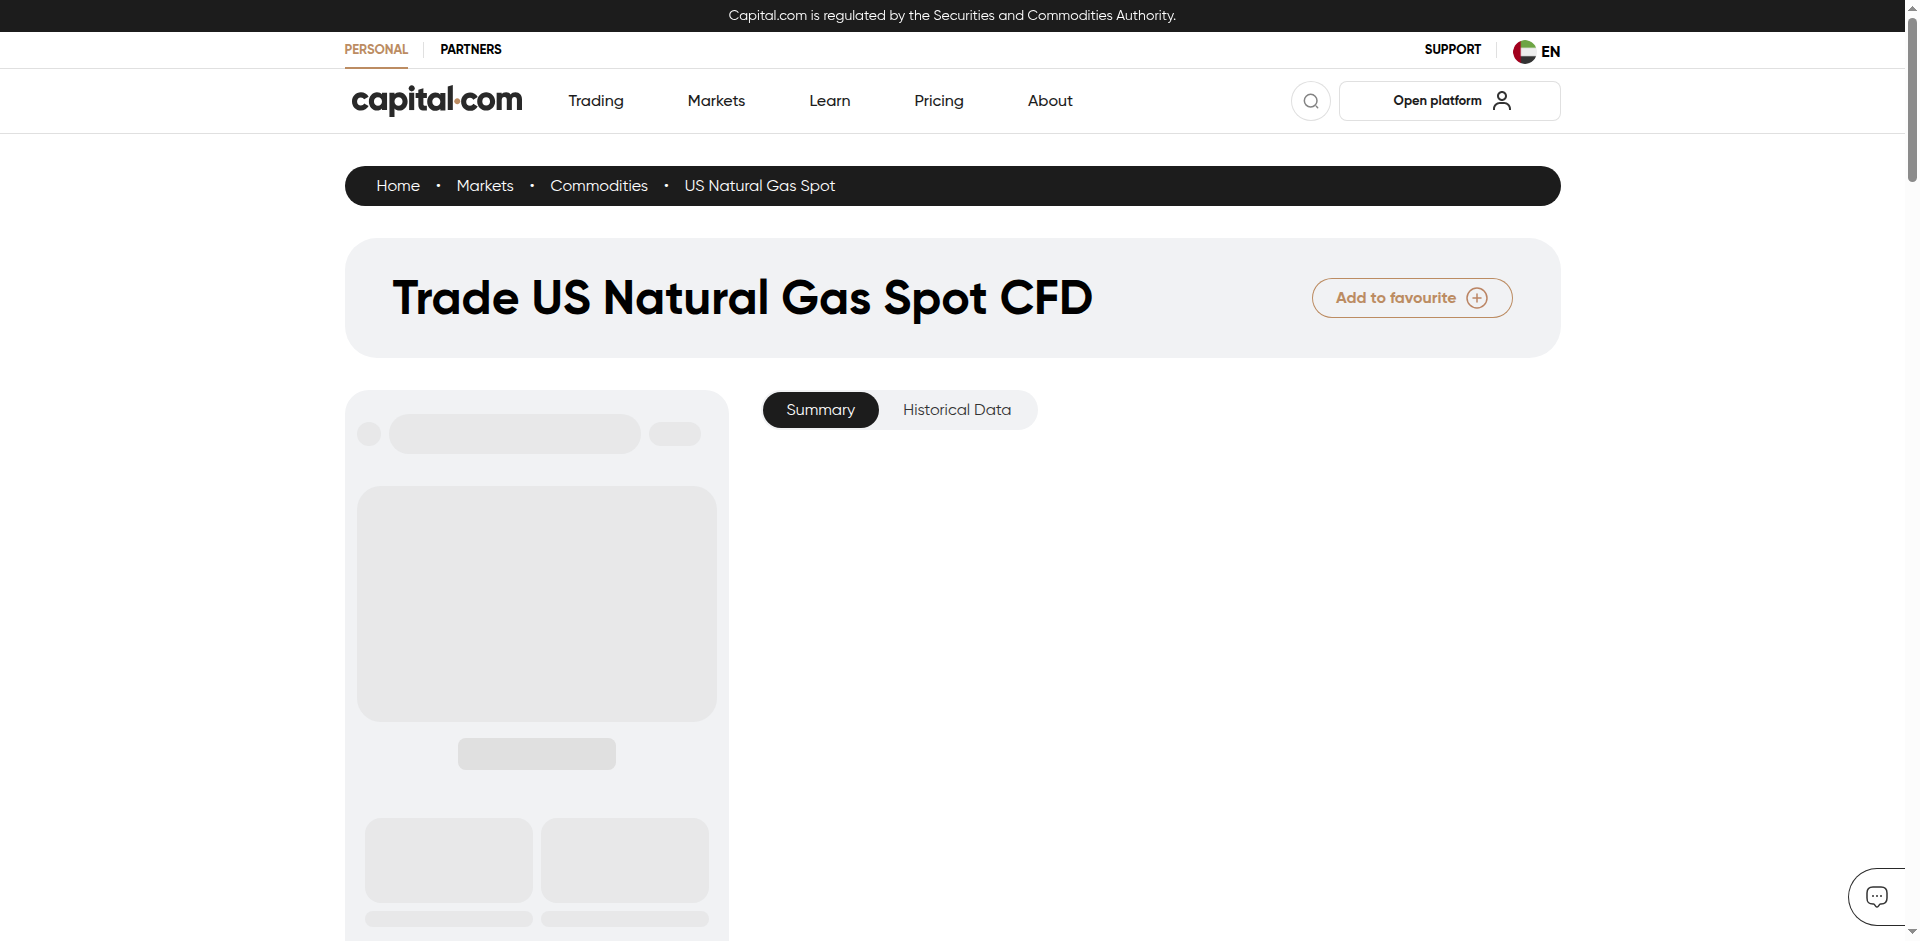 Capital.com is regulated by the Securities and Commodities Authority.
PERSONAL PARTNERS SUPPORT EN
capital.com Trading Markets Learn Pricing About Open platform
Home • Markets • Commodities • US Natural Gas Spot
Trade US Natural Gas Spot CFD Add to favourite
Summary Historical Data